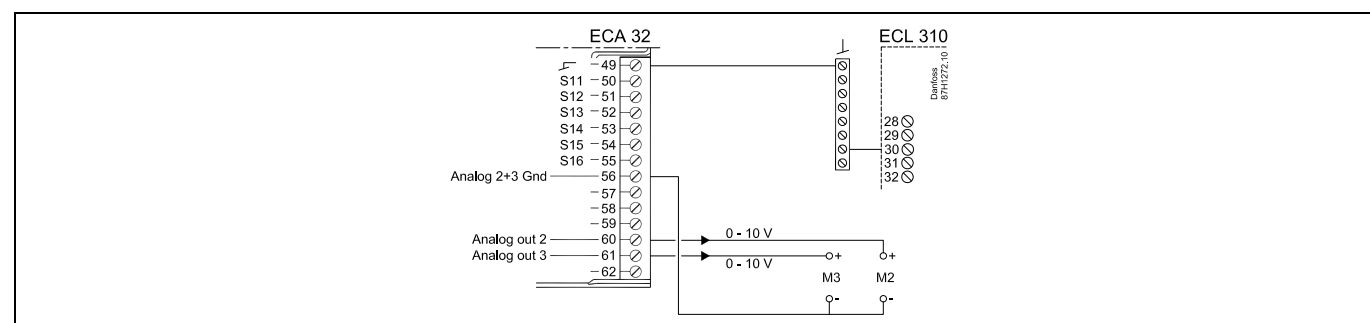 ECA 32
ECL 310
49
S11 50
S12 51
S13 52
S14 53
S15 54
S16 55
Analog 2+3 Gnd 56
57
58
59
Analog out 2 60
Analog out 3 61
62
0 - 10 V
0 - 10 V
+ +
M3 M2
- -
28
29
30
31
32
Danfoss
87H1272.10